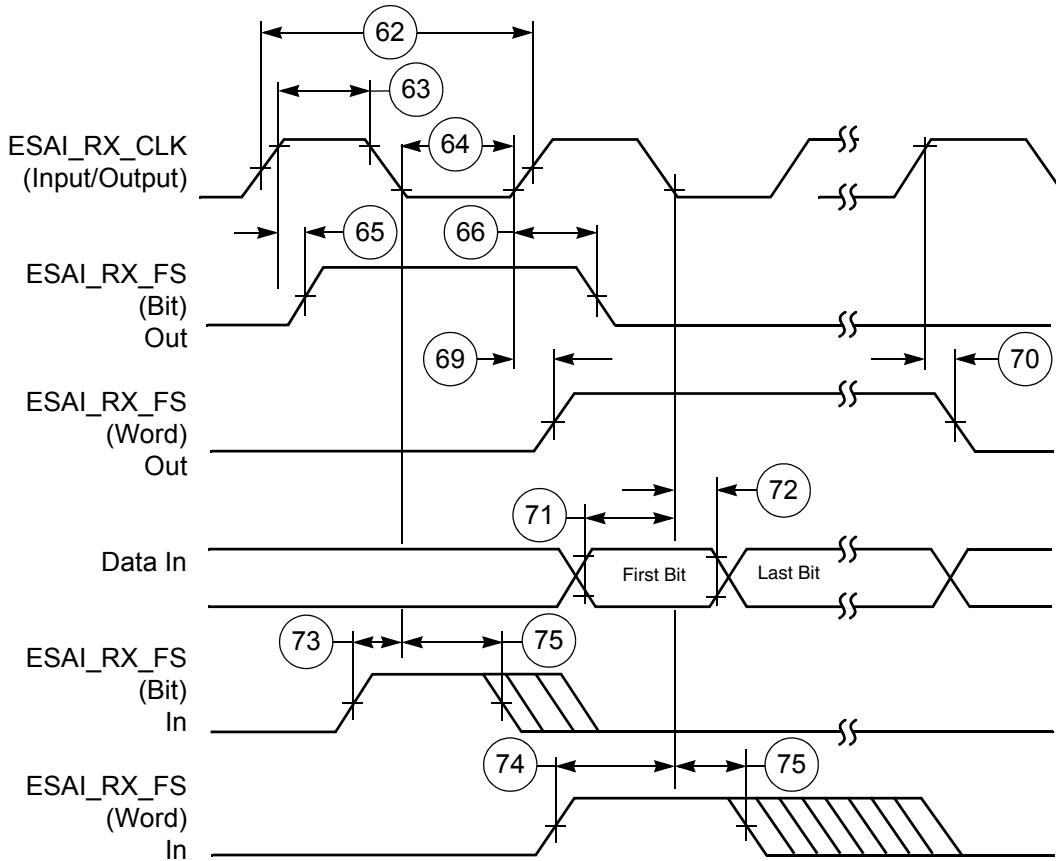 62
63
ESAI_RX_CLK
(Input/Output)
64
65
66
ESAI_RX_FS
(Bit)
Out
69
70
ESAI_RX_FS
(Word)
Out
71
72
Data In
First Bit
Last Bit
73
75
ESAI_RX_FS
(Bit)
In
74
75
ESAI_RX_FS
(Word)
In